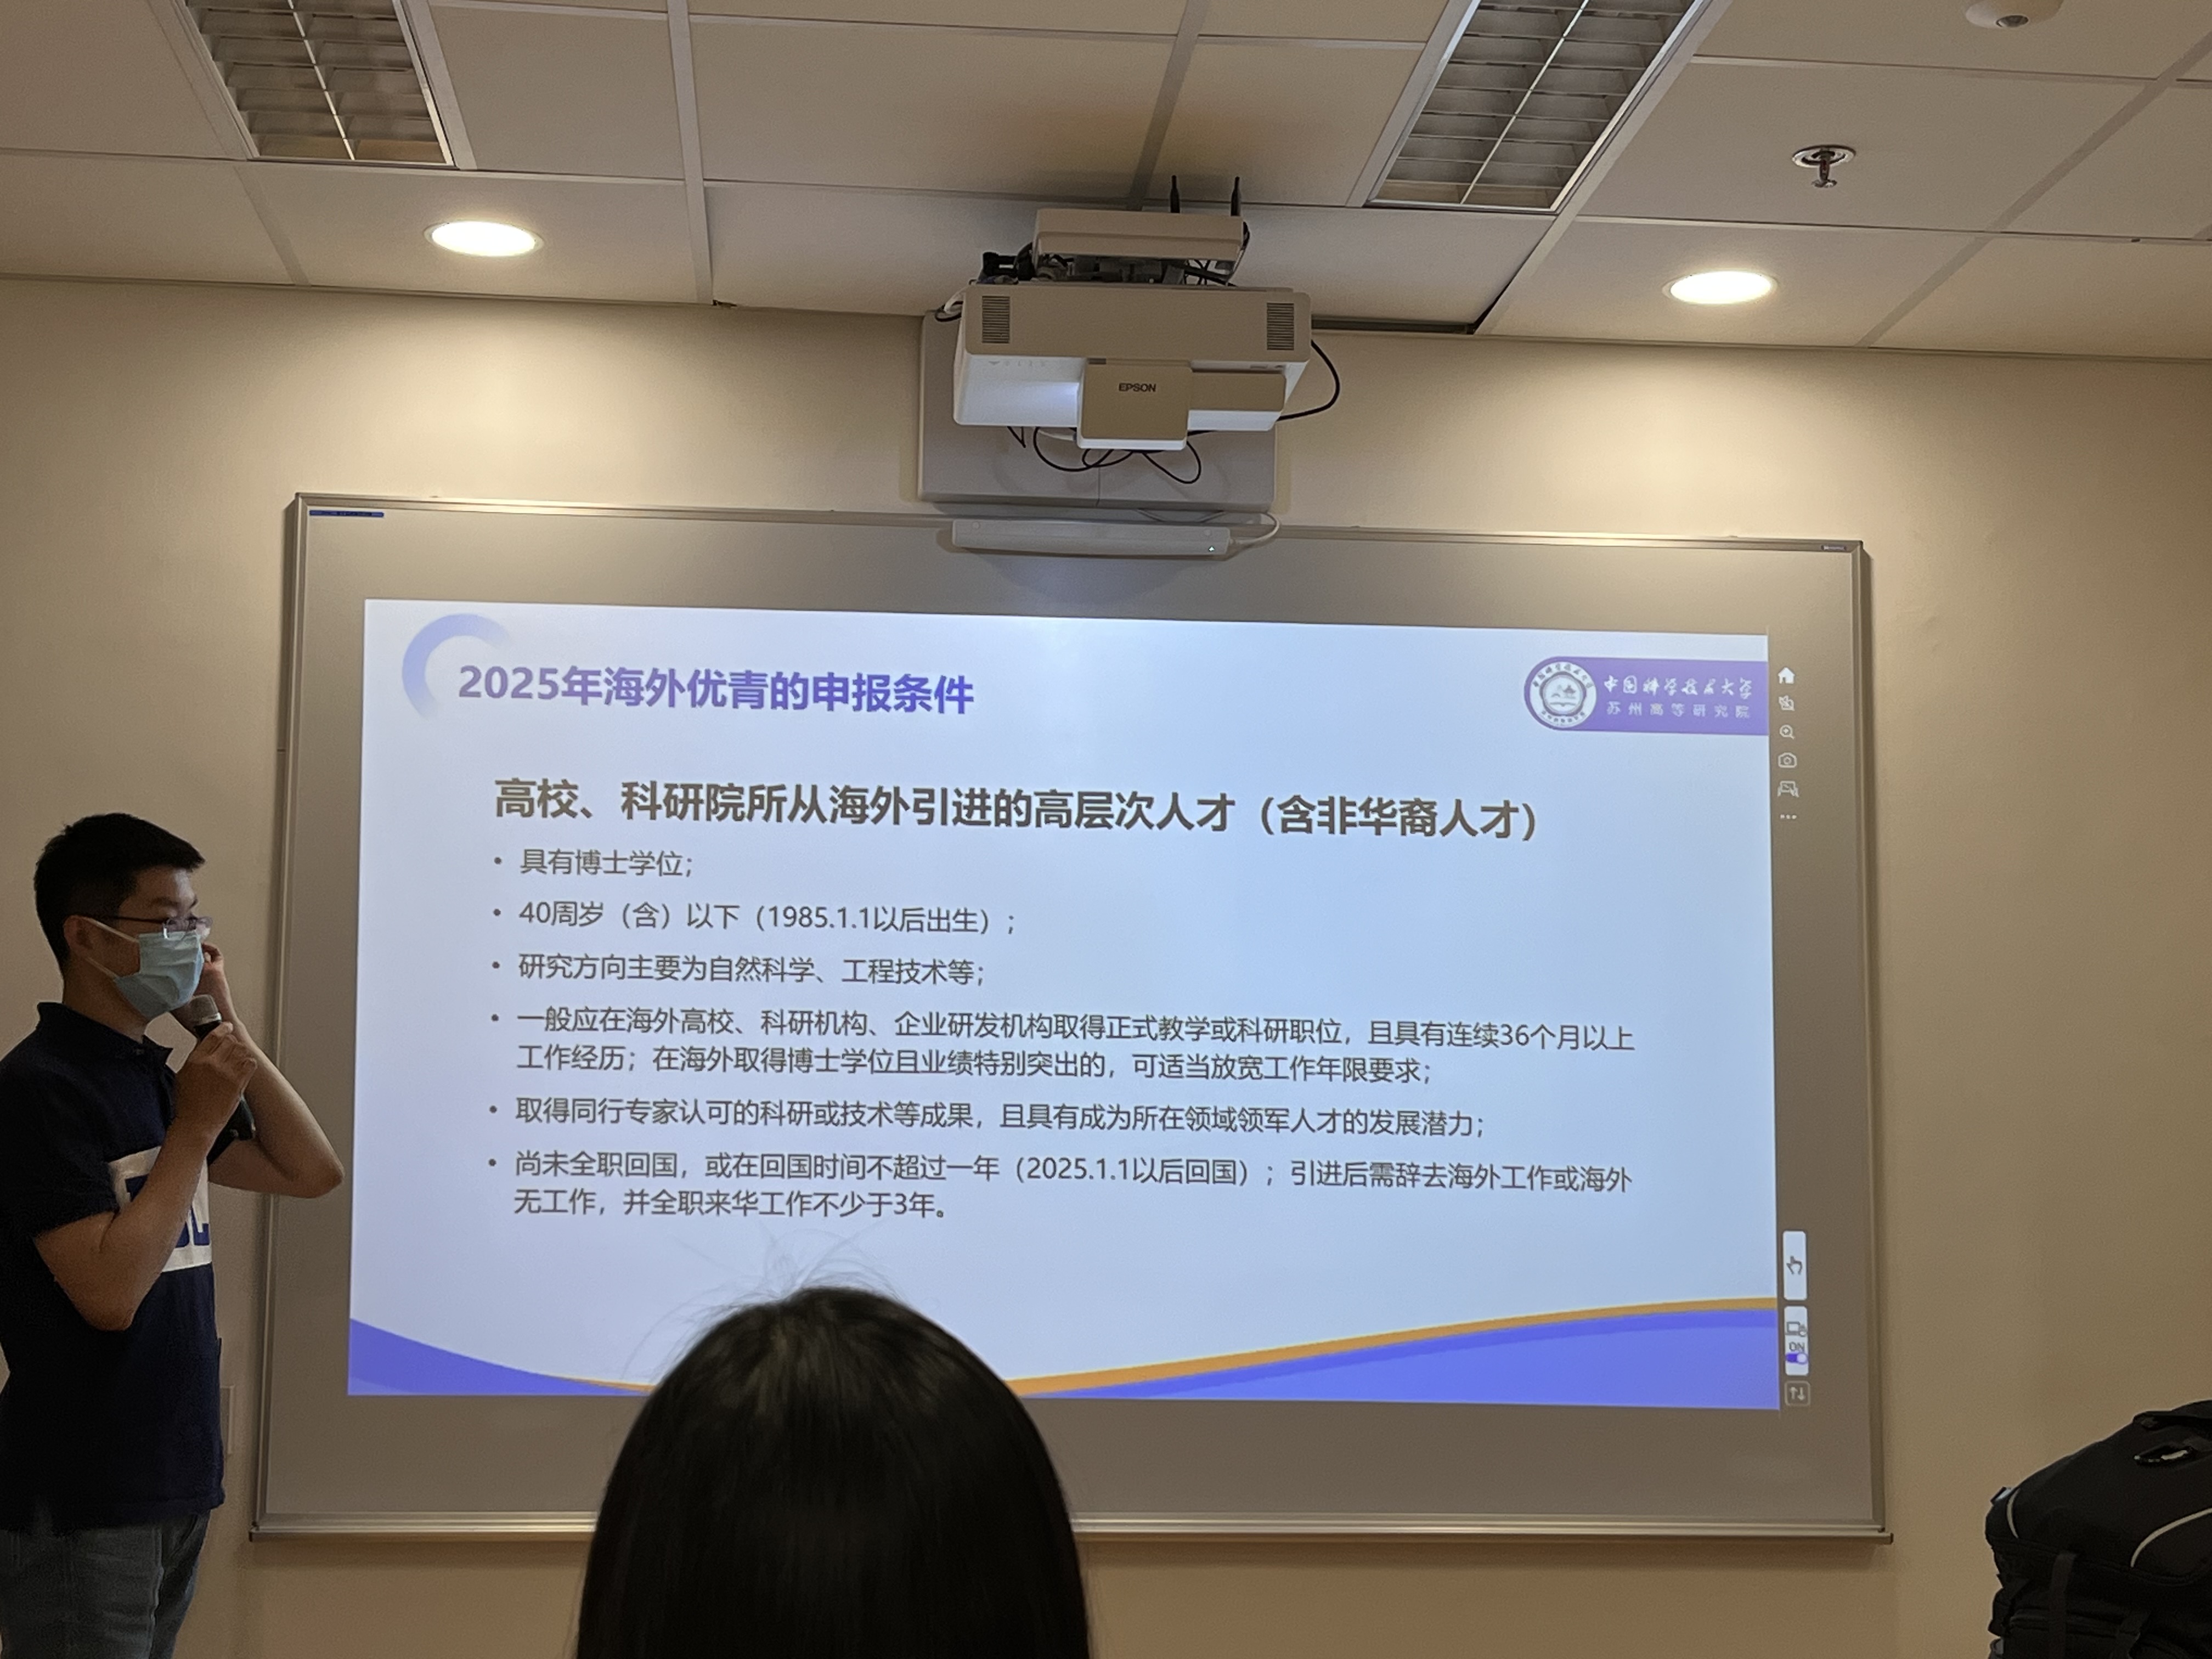 EPSON
2025年海外优青的申报条件
中国科学技术大学
苏州高等研究院
高校、科研院所从海外引进的高层次人才（含非华裔人才）
• 具有博士学位；
• 40周岁（含）以下（1985.1.1以后出生）；
• 研究方向主要为自然科学、工程技术等；
• 一般应在海外高校、科研机构、企业研发机构取得正式教学或科研职位，且具有连续36个月以上
工作经历；在海外取得博士学位且业绩特别突出的，可适当放宽工作年限要求；
• 取得同行专家认可的科研或技术等成果，且具有成为所在领域领军人才的发展潜力；
• 尚未全职回国，或在回国时间不超过一年（2025.1.1以后回国）；引进后需辞去海外工作或海外
无工作，并全职来华工作不少于3年。
ON